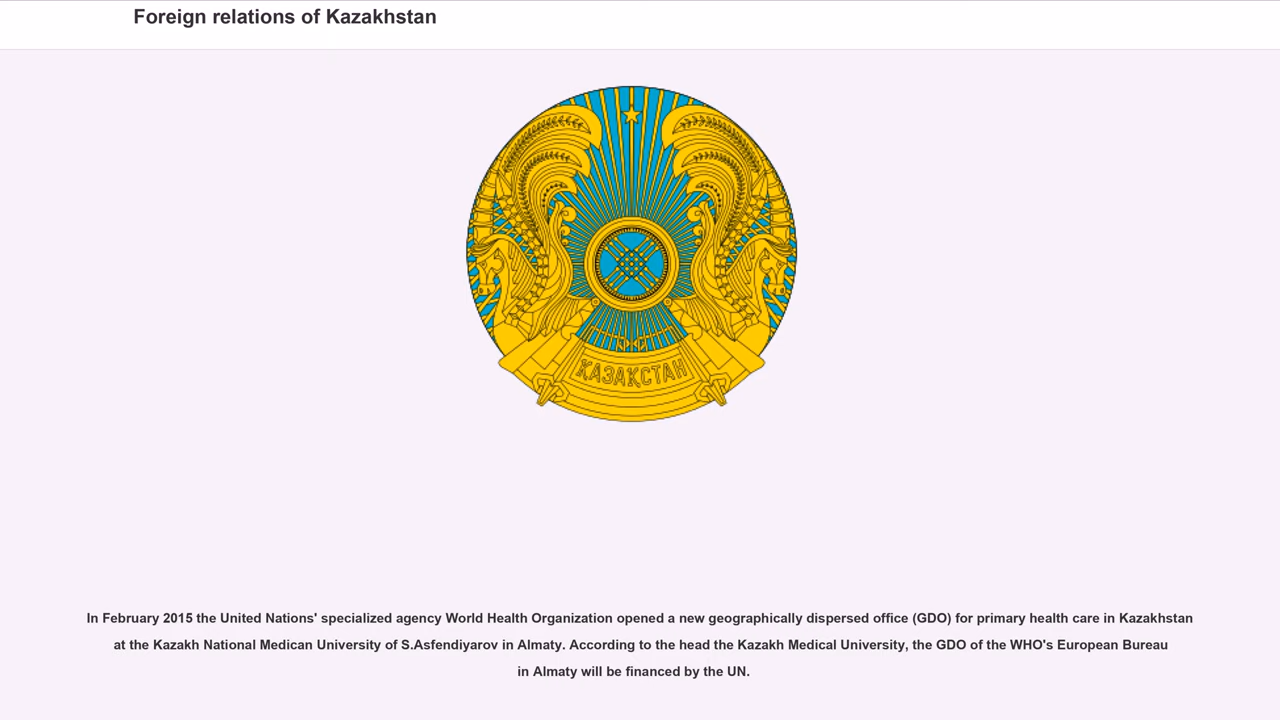 Foreign relations of Kazakhstan
ҚАЗАҚСТАН
In February 2015 the United Nations' specialized agency World Health Organization opened a new geographically dispersed office (GDO) for primary health care in Kazakhstan
at the Kazakh National Medican University of S.Asfendiyarov in Almaty. According to the head the Kazakh Medical University, the GDO of the WHO's European Bureau
in Almaty will be financed by the UN.